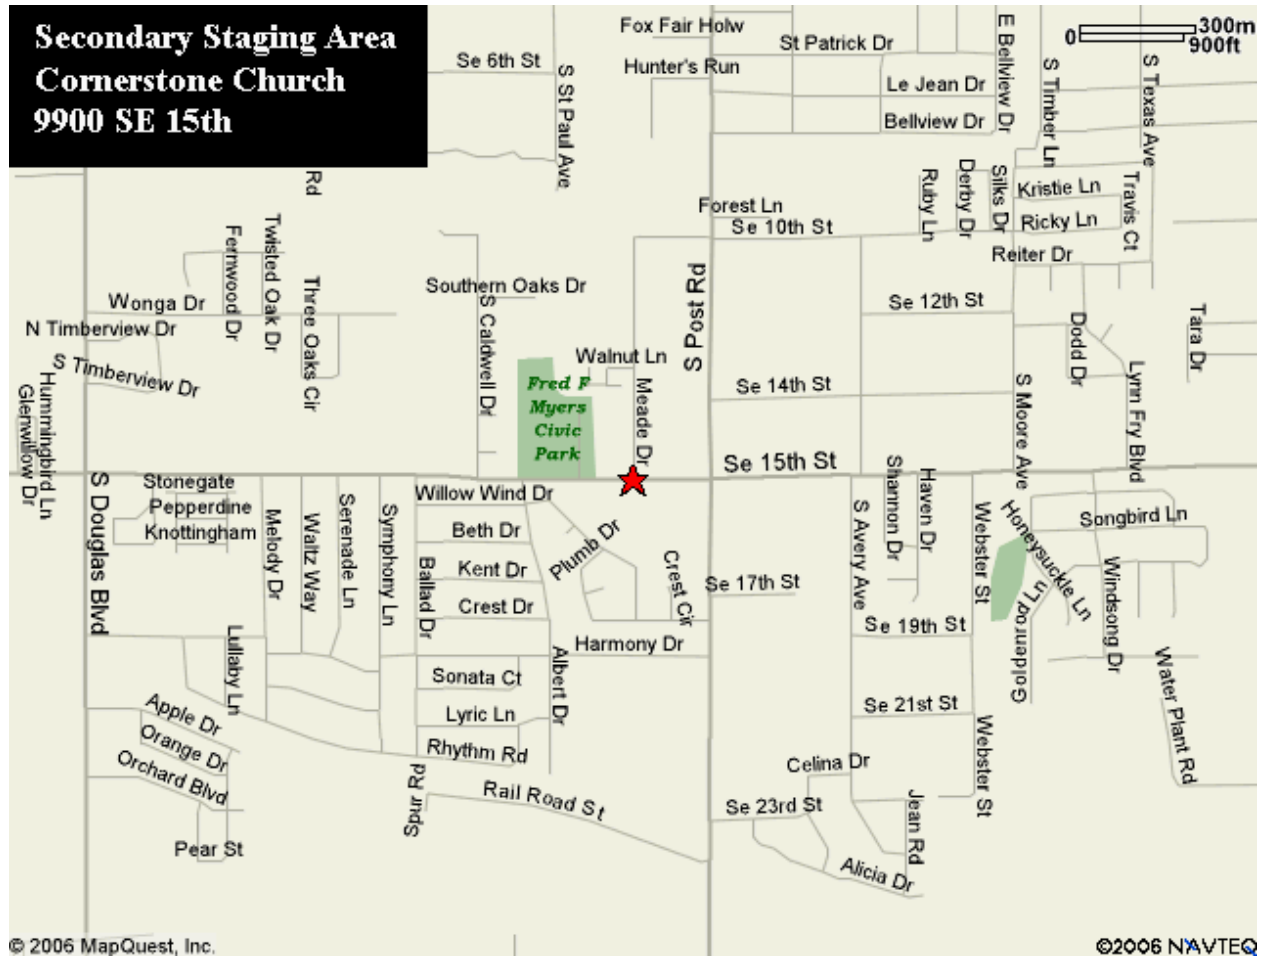 Secondary Staging Area
Cornerstone Church
9900 SE 15th
0
300m
900ft
Fox Fair Holw
St Patrick Dr
E Bellview Dr
Se 6th St
Hunter's Run
S St Paul Ave
Le Jean Dr
S Timber Ln
S Texas Ave
Bellview Dr
Rd
Ruby Ln
Derby Dr
Silks Dr
Kristie Ln
Travis Ct
Forest Ln
Se 10th St
Ricky Ln
Reiter Dr
Fernwood Dr
Twisted Oak Dr
Three Oaks Cir
Southern Oaks Dr
S Caldwell Dr
S Post Rd
Wonga Dr
Se 12th St
N Timberview Dr
Dodd Dr
Tara Dr
Walnut Ln
S Timberview Dr
Fred F
Myers
Civic
Park
Meade Dr
Se 14th St
S Moore Ave
Lynn Fry Blvd
Hummingbird Ln
Glenwillow Dr
Se 15th St
S Douglas Blvd
Stonegate
Pepperdine
Knottingham
Melody Dr
Waltz Way
Serenade Ln
Symphony Ln
Willow Wind Dr
Beth Dr
Plumb Dr
Kent Dr
Ballad Dr
Crest Dr
Crest Cir
Se 17th St
S Avery Ave
Shannon Dr
Haven Dr
Webster St
Honeysuckle Ln
Songbird Ln
Windsong Dr
Goldenrod Ln
Se 19th St
Harmony Dr
Lullaby Ln
Sonata Ct
Albert Dr
Water Plant Rd
Apple Dr
Lyric Ln
Se 21st St
Webster St
Orange Dr
Rhythm Rd
Orchard Blvd
Celina Dr
Spur Rd
Rail Road St
Se 23rd St
Jean Rd
Pear St
Alicia Dr
© 2006 MapQuest, Inc.
©2006 NAVTEQ